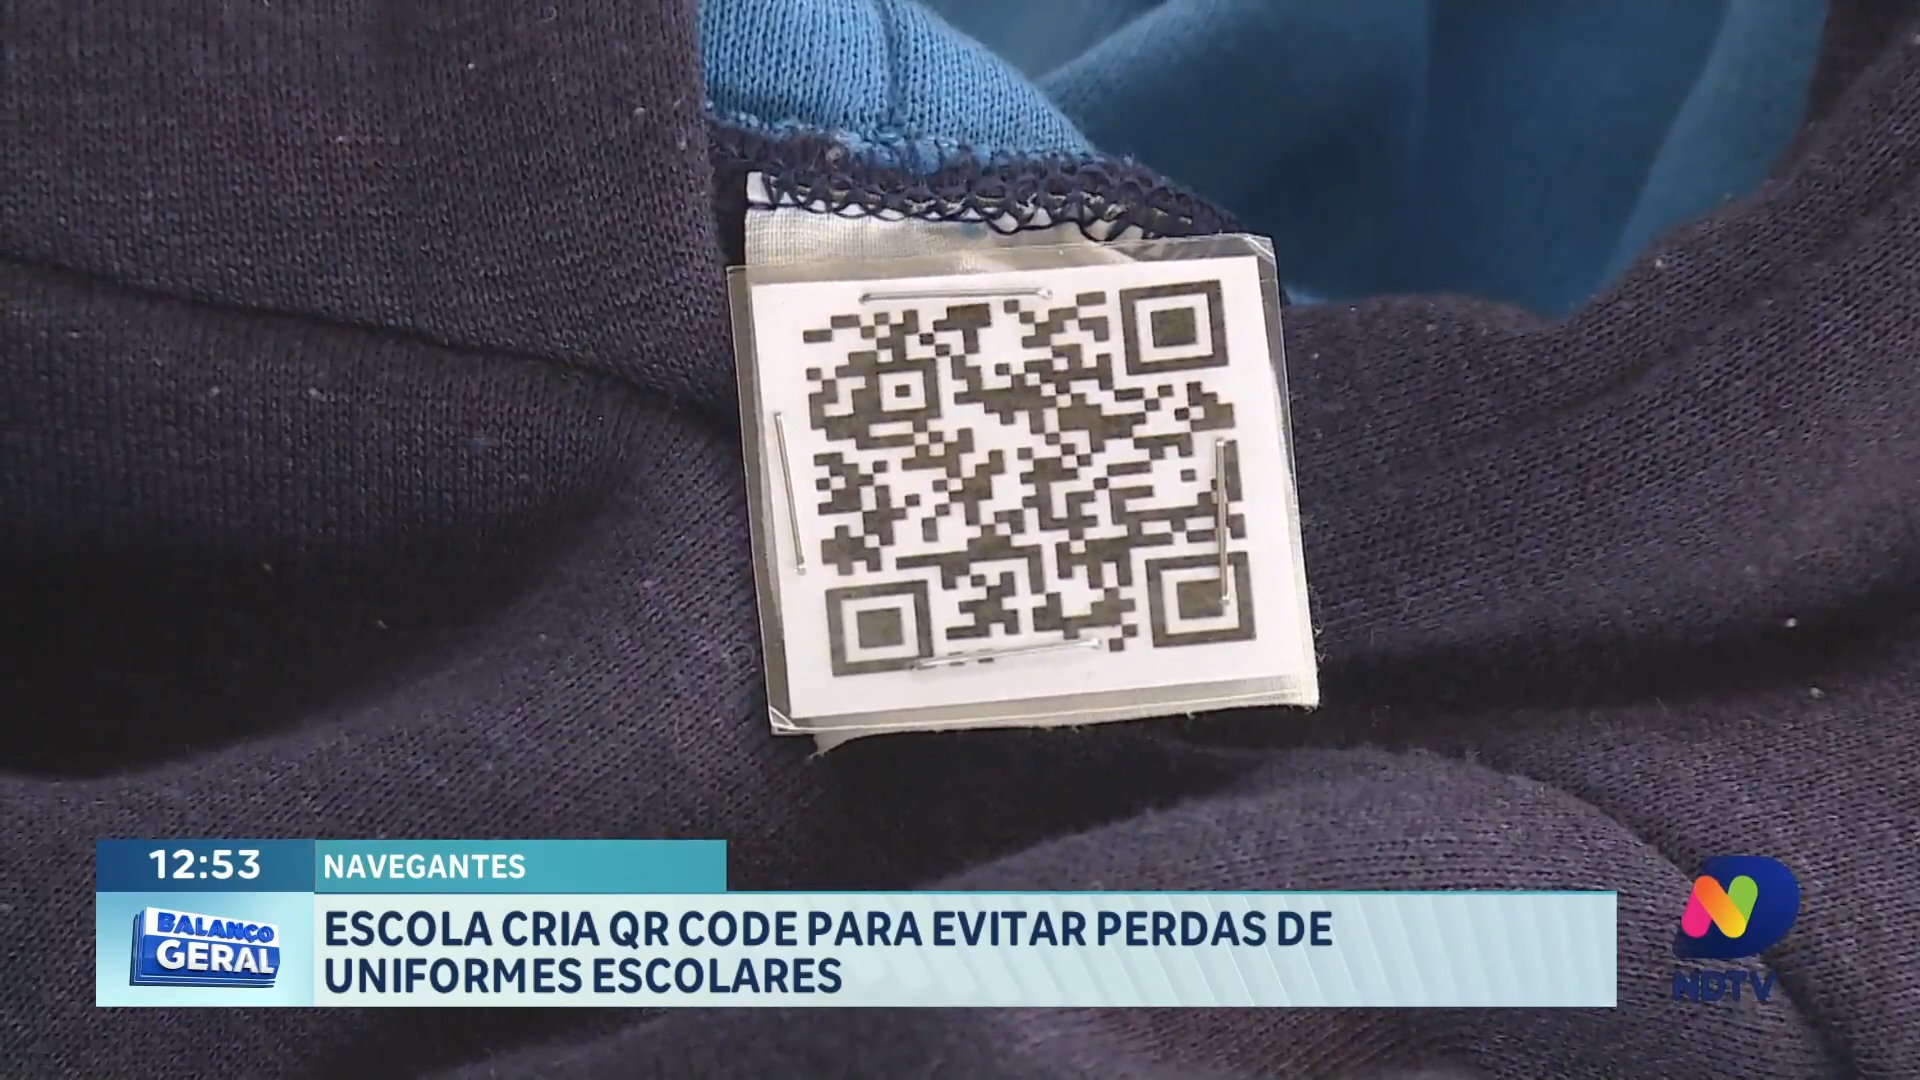 12:53
NAVEGANTES
BALANÇO
GERAL
ESCOLA CRIA QR CODE PARA EVITAR PERDAS DE
UNIFORMES ESCOLARES
NDTV